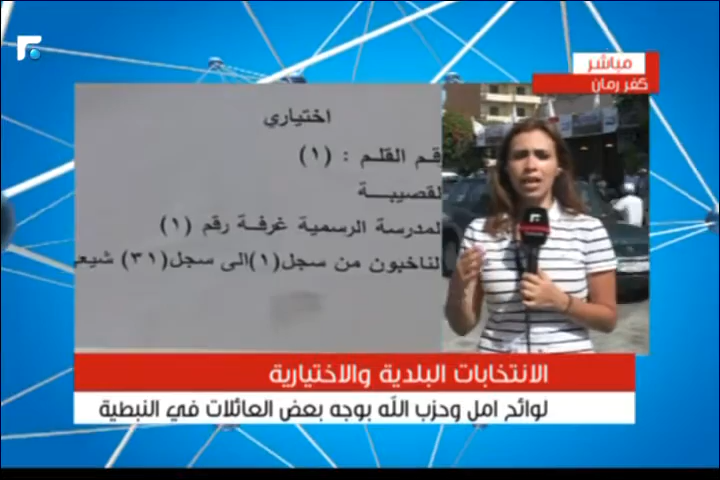 مباشر
كفر رمان
اختياري
قم القلم : (١)
لقصيبة
لمدرسة الرسمية غرفة رقم (١)
لناخبون من سجل(١)الى سجل(٣١) شيعي
الانتخابات البلدية والاختيارية
لوائح امل وحزب الله بوجه بعض العائلات في النبطية